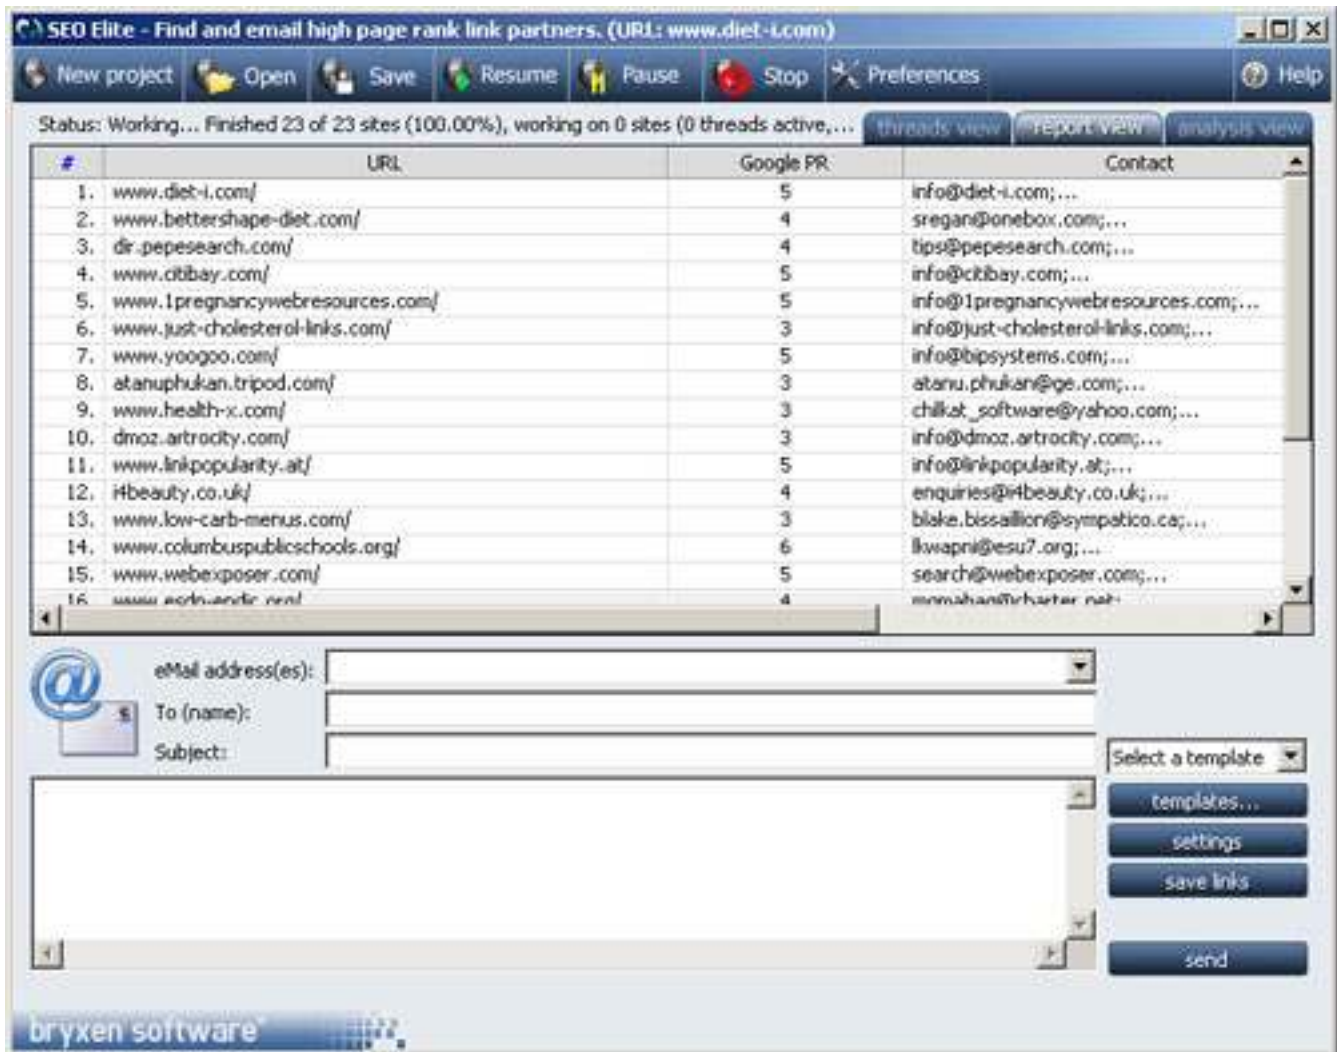 SEO Elite - Find and email high page rank link partners. (URL: www.diet-i.com)
New project Open Save Resume Pause Stop Preferences Help
Status: Working... Finished 23 of 23 sites (100.00%), working on 0 sites (0 threads active,... threads view report view analysis view
# URL Google PR Contact
1. www.diet-i.com/ 5 info@diet-i.com;...
2. www.bettershape-diet.com/ 4 sregan@onebox.com;...
3. dir.pepesearch.com/ 4 tips@pepesearch.com;...
4. www.citibay.com/ 5 info@citibay.com;...
5. www.1pregnancywebresources.com/ 5 info@1pregnancywebresources.com;...
6. www.just-cholesterol-links.com/ 3 info@just-cholesterol-links.com;...
7. www.yoogoo.com/ 5 info@bipsystems.com;...
8. atanuphukan.tripod.com/ 3 atanu.phukan@ge.com;...
9. www.health-x.com/ 3 chilkat_software@yahoo.com;...
10. dmoz.artrocity.com/ 3 info@dmoz.artrocity.com;...
11. www.linkpopularity.at/ 5 info@linkpopularity.at;...
12. i4beauty.co.uk/ 4 enquiries@i4beauty.co.uk;...
13. www.low-carb-menus.com/ 3 blake.bissaillion@sympatico.ca;...
14. www.columbuspublicschools.org/ 6 lkwapni@esu7.org;...
15. www.webexposer.com/ 5 search@webexposer.com;...
16 4
eMail address(es):
To (name):
Subject:
Select a template
templates...
settings
save links
send
bryxen software